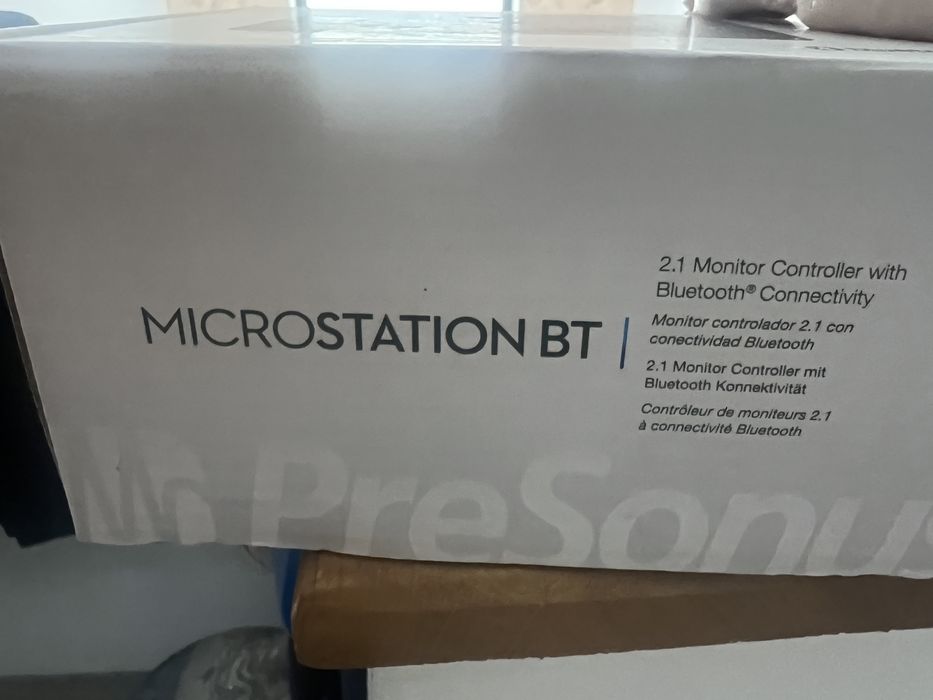 MICROSTATION BT
2.1 Monitor Controller with
Bluetooth® Connectivity
Monitor controlador 2.1 con
conectividad Bluetooth
2.1 Monitor Controller mit
Bluetooth Konnektivität
Contrôleur de moniteurs 2.1
à connectivité Bluetooth
PreSonus